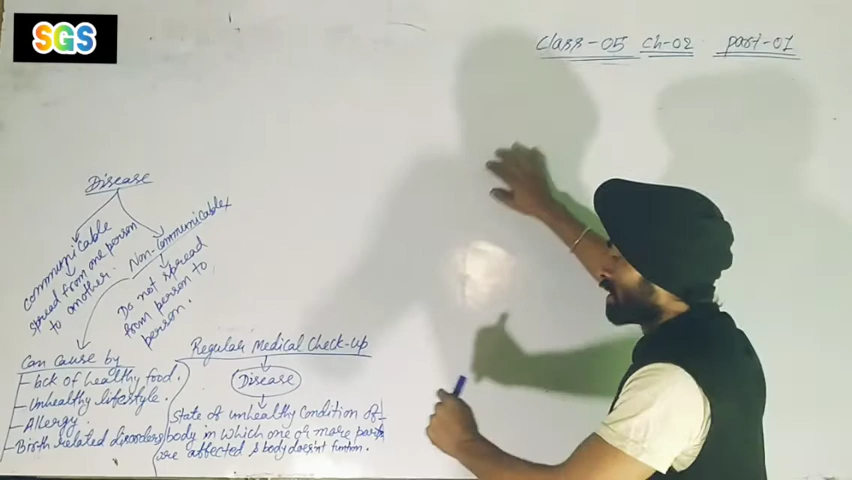 SGS
Class-05 Ch-02 part-01
Disease
Communicable
spread from one person
to another.
Non-Communicable
Do not spread
from person to
person.
Can cause by
- lack of healthy food.
- Unhealthy lifestyle.
- Allergy.
- Birth related disorders
Regular Medical Check-up
Disease
State of unhealthy Condition of
body in which one or more parts
are affected & body doesn't funtion.